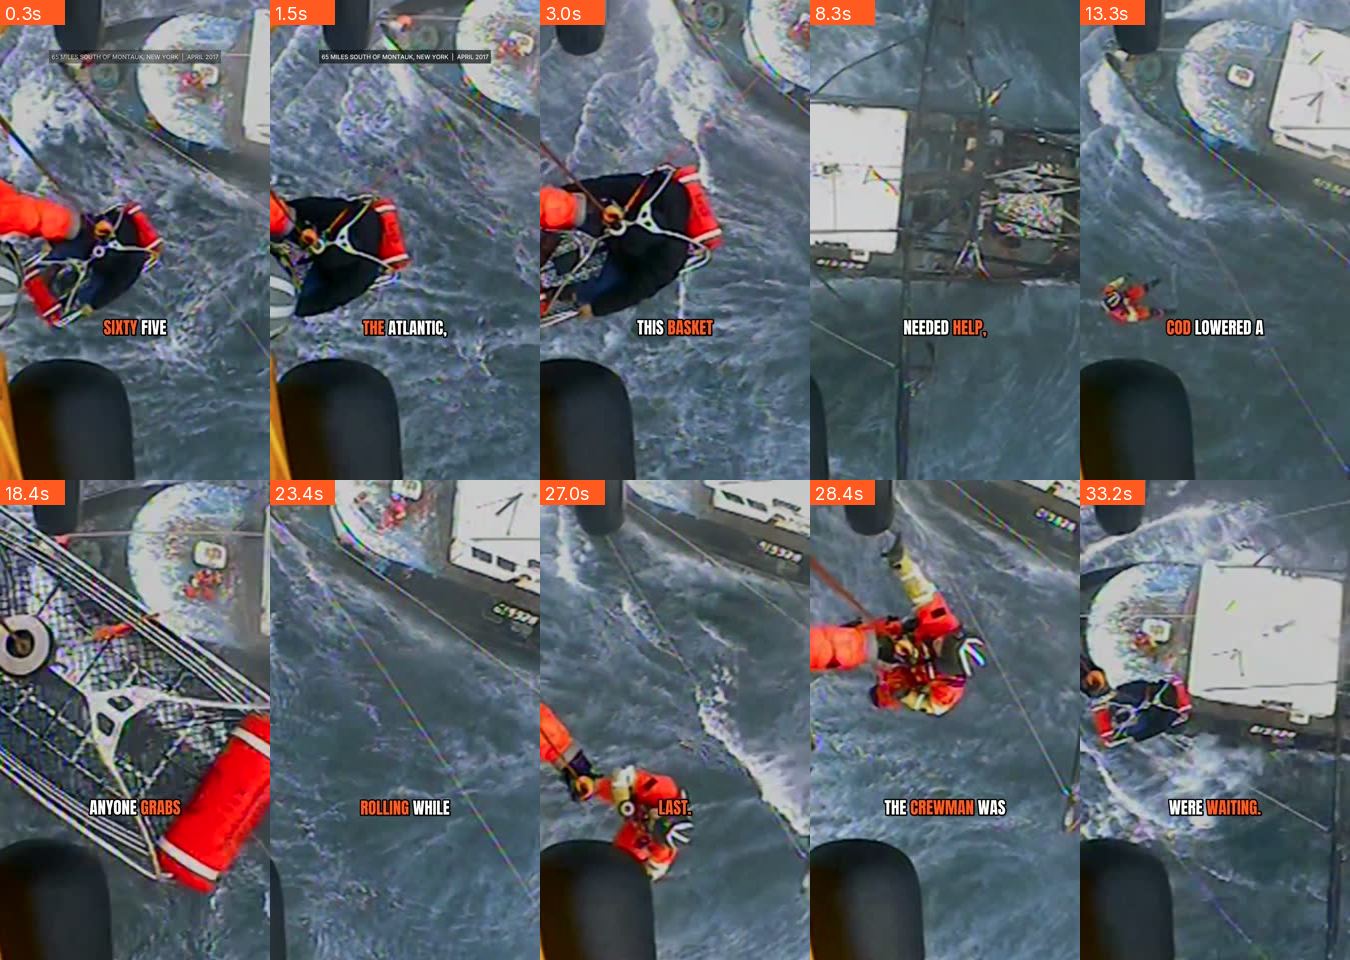 0.3s
65 MILES SOUTH OF MONTAUK, NEW YORK | APRIL 2017
SIXTY FIVE
1.5s
65 MILES SOUTH OF MONTAUK, NEW YORK | APRIL 2017
THE ATLANTIC,
3.0s
THIS BASKET
8.3s
NEEDED HELP,
13.3s
COD LOWERED A
18.4s
ANYONE GRABS
23.4s
ROLLING WHILE
27.0s
LAST.
28.4s
THE CREWMAN WAS
33.2s
WERE WAITING.